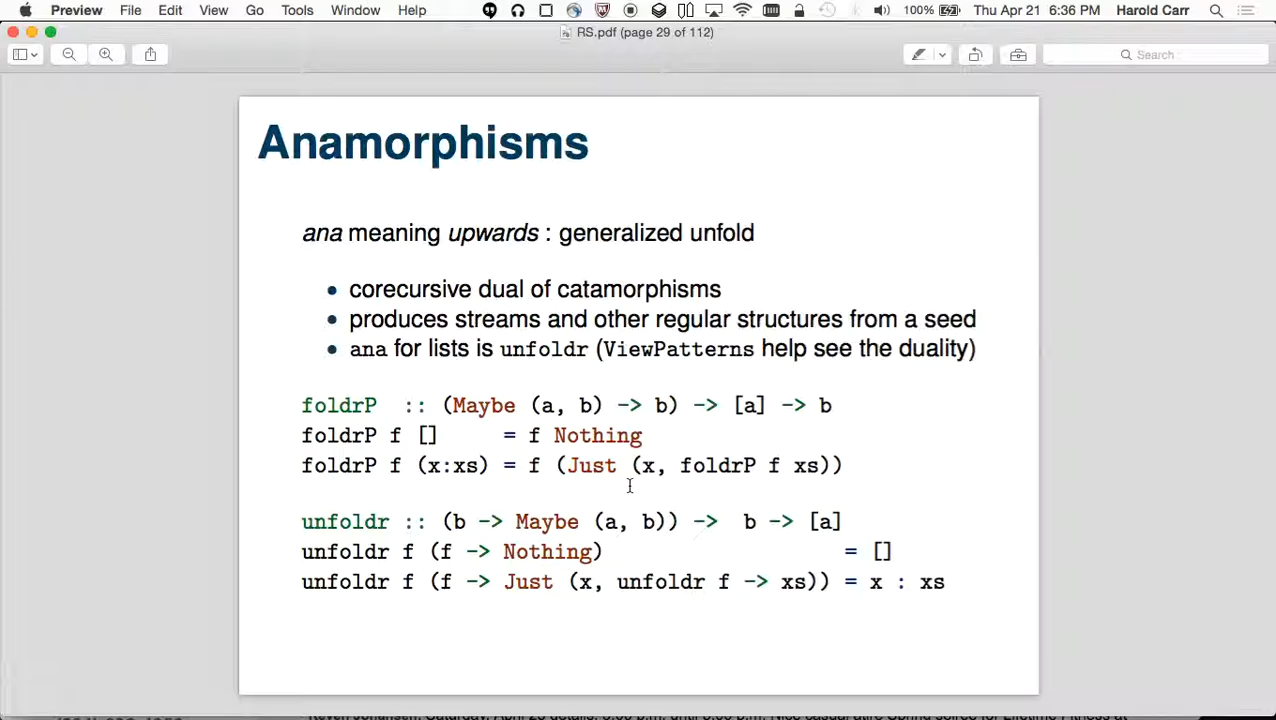 Preview File Edit View Go Tools Window Help 100% Thu Apr 21 6:36 PM Harold Carr
RS.pdf (page 29 of 112)
Search
Anamorphisms
ana meaning upwards : generalized unfold
• corecursive dual of catamorphisms
• produces streams and other regular structures from a seed
• ana for lists is unfoldr (ViewPatterns help see the duality)
foldrP :: (Maybe (a, b) -> b) -> [a] -> b
foldrP f [] = f Nothing
foldrP f (x:xs) = f (Just (x, foldrP f xs))
unfoldr :: (b -> Maybe (a, b)) -> b -> [a]
unfoldr f (f -> Nothing) = []
unfoldr f (f -> Just (x, unfoldr f -> xs)) = x : xs